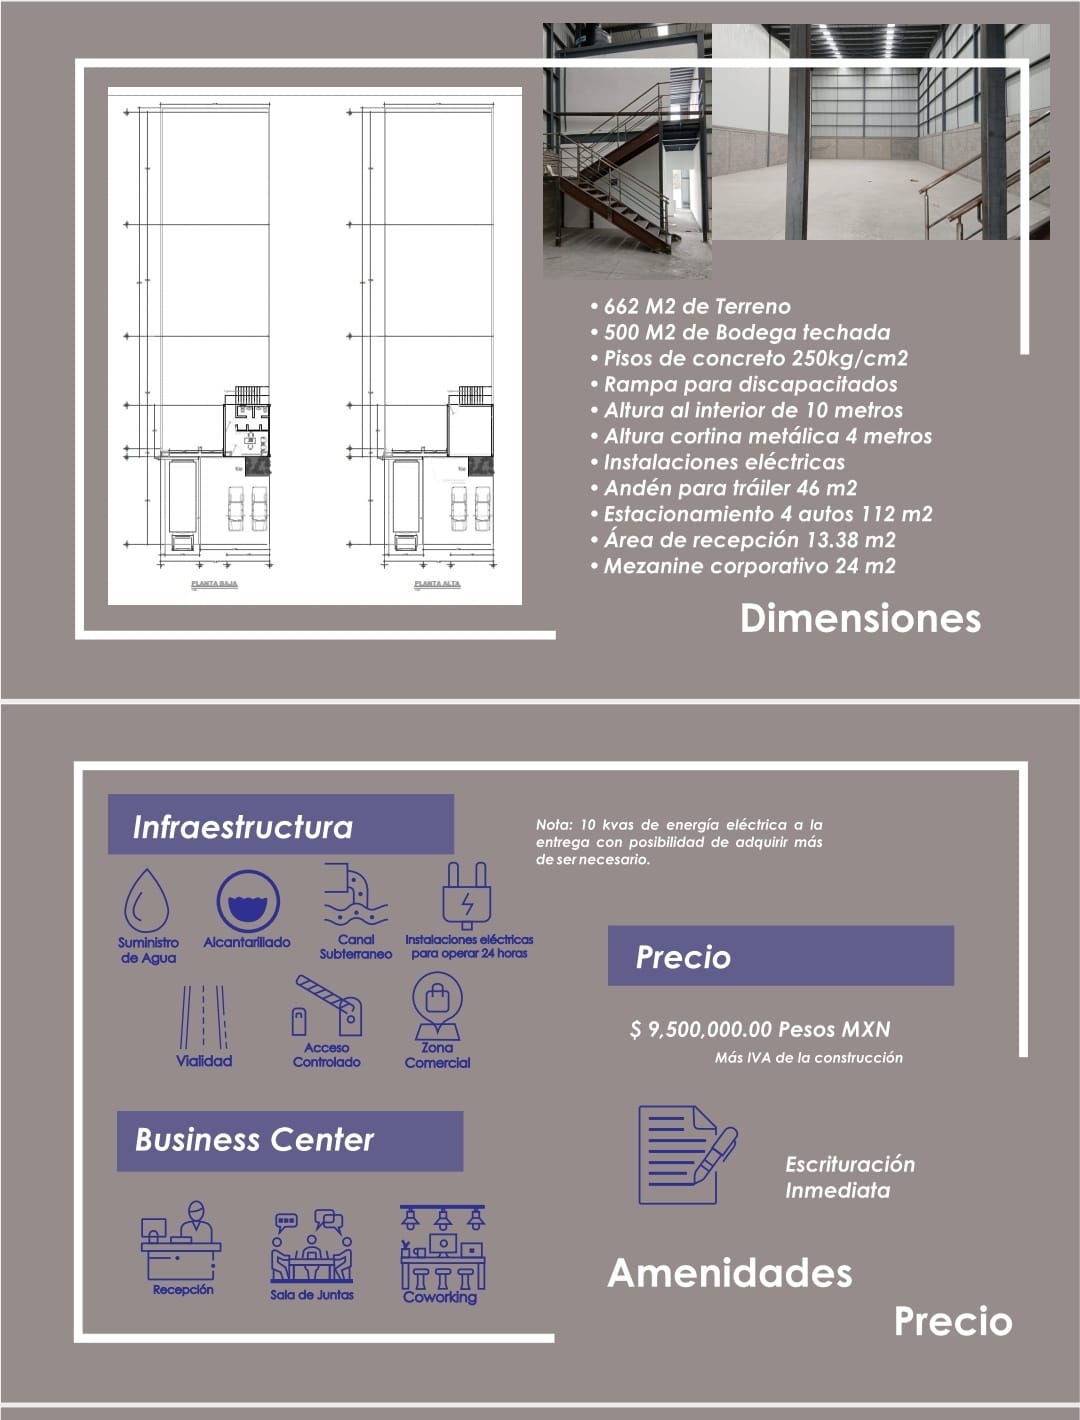 • 662 M2 de Terreno
• 500 M2 de Bodega techada
• Pisos de concreto 250kg/cm2
• Rampa para discapacitados
• Altura al interior de 10 metros
• Altura cortina metálica 4 metros
• Instalaciones eléctricas
• Andén para tráiler 46 m2
• Estacionamiento 4 autos 112 m2
• Área de recepción 13.38 m2
• Mezanine corporativo 24 m2
PLANTA BAJA
PLANTA ALTA
Dimensiones
Infraestructura
Suministro
de Agua
Alcantarillado
Canal
Subterraneo
Instalaciones eléctricas
para operar 24 horas
Vialidad
Acceso
Controlado
Zona
Comercial
Nota: 10 kvas de energía eléctrica a la
entrega con posibilidad de adquirir más
de ser necesario.
Precio
$ 9,500,000.00 Pesos MXN
Más IVA de la construcción
Business Center
Recepción
Sala de Juntas
Coworking
Escrituración
Inmediata
Amenidades
Precio